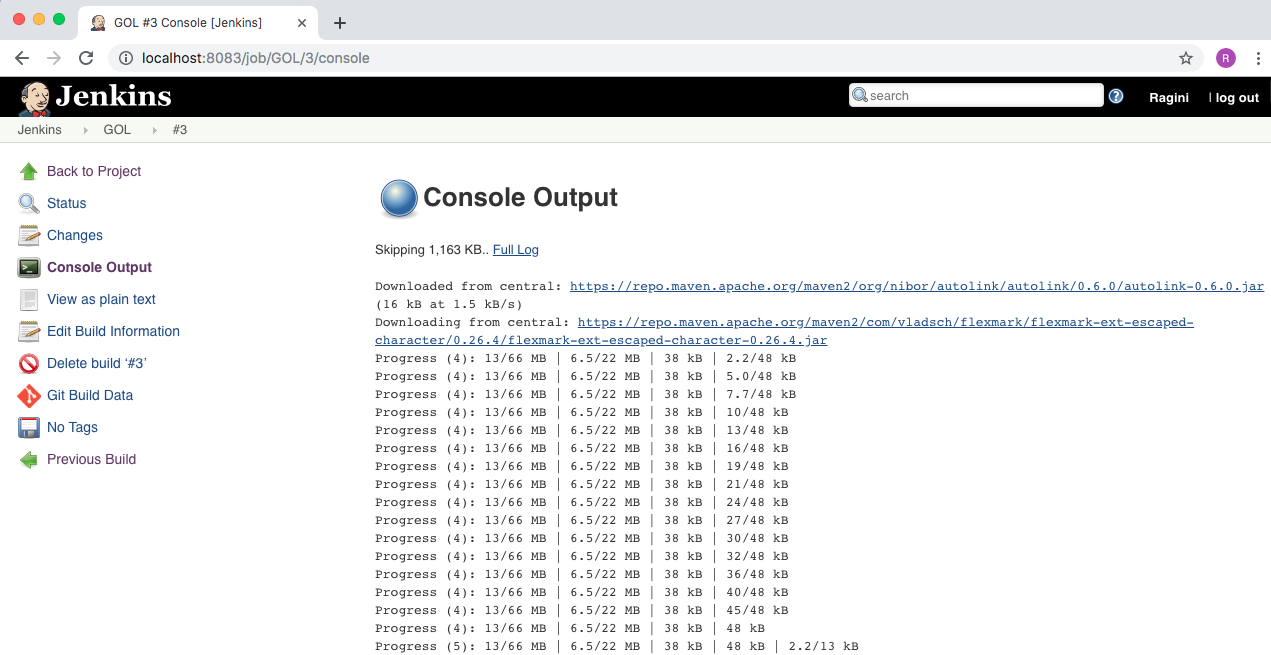 GOL #3 Console [Jenkins]
localhost:8083/job/GOL/3/console
R
Jenkins
search
?
Ragini
| log out
Jenkins
GOL
#3
Back to Project
Status
Changes
Console Output
View as plain text
Edit Build Information
Delete build ‘#3’
Git Build Data
No Tags
Previous Build
Console Output
Skipping 1,163 KB.. Full Log
Downloaded from central: https://repo.maven.apache.org/maven2/org/nibor/autolink/autolink/0.6.0/autolink-0.6.0.jar
(16 kB at 1.5 kB/s)
Downloading from central: https://repo.maven.apache.org/maven2/com/vladsch/flexmark/flexmark-ext-escaped-
character/0.26.4/flexmark-ext-escaped-character-0.26.4.jar
Progress (4): 13/66 MB | 6.5/22 MB | 38 kB | 2.2/48 kB
Progress (4): 13/66 MB | 6.5/22 MB | 38 kB | 5.0/48 kB
Progress (4): 13/66 MB | 6.5/22 MB | 38 kB | 7.7/48 kB
Progress (4): 13/66 MB | 6.5/22 MB | 38 kB | 10/48 kB
Progress (4): 13/66 MB | 6.5/22 MB | 38 kB | 13/48 kB
Progress (4): 13/66 MB | 6.5/22 MB | 38 kB | 16/48 kB
Progress (4): 13/66 MB | 6.5/22 MB | 38 kB | 19/48 kB
Progress (4): 13/66 MB | 6.5/22 MB | 38 kB | 21/48 kB
Progress (4): 13/66 MB | 6.5/22 MB | 38 kB | 24/48 kB
Progress (4): 13/66 MB | 6.5/22 MB | 38 kB | 27/48 kB
Progress (4): 13/66 MB | 6.5/22 MB | 38 kB | 30/48 kB
Progress (4): 13/66 MB | 6.5/22 MB | 38 kB | 32/48 kB
Progress (4): 13/66 MB | 6.5/22 MB | 38 kB | 36/48 kB
Progress (4): 13/66 MB | 6.5/22 MB | 38 kB | 40/48 kB
Progress (4): 13/66 MB | 6.5/22 MB | 38 kB | 45/48 kB
Progress (4): 13/66 MB | 6.5/22 MB | 38 kB | 48 kB
Progress (5): 13/66 MB | 6.5/22 MB | 38 kB | 48 kB | 2.2/13 kB